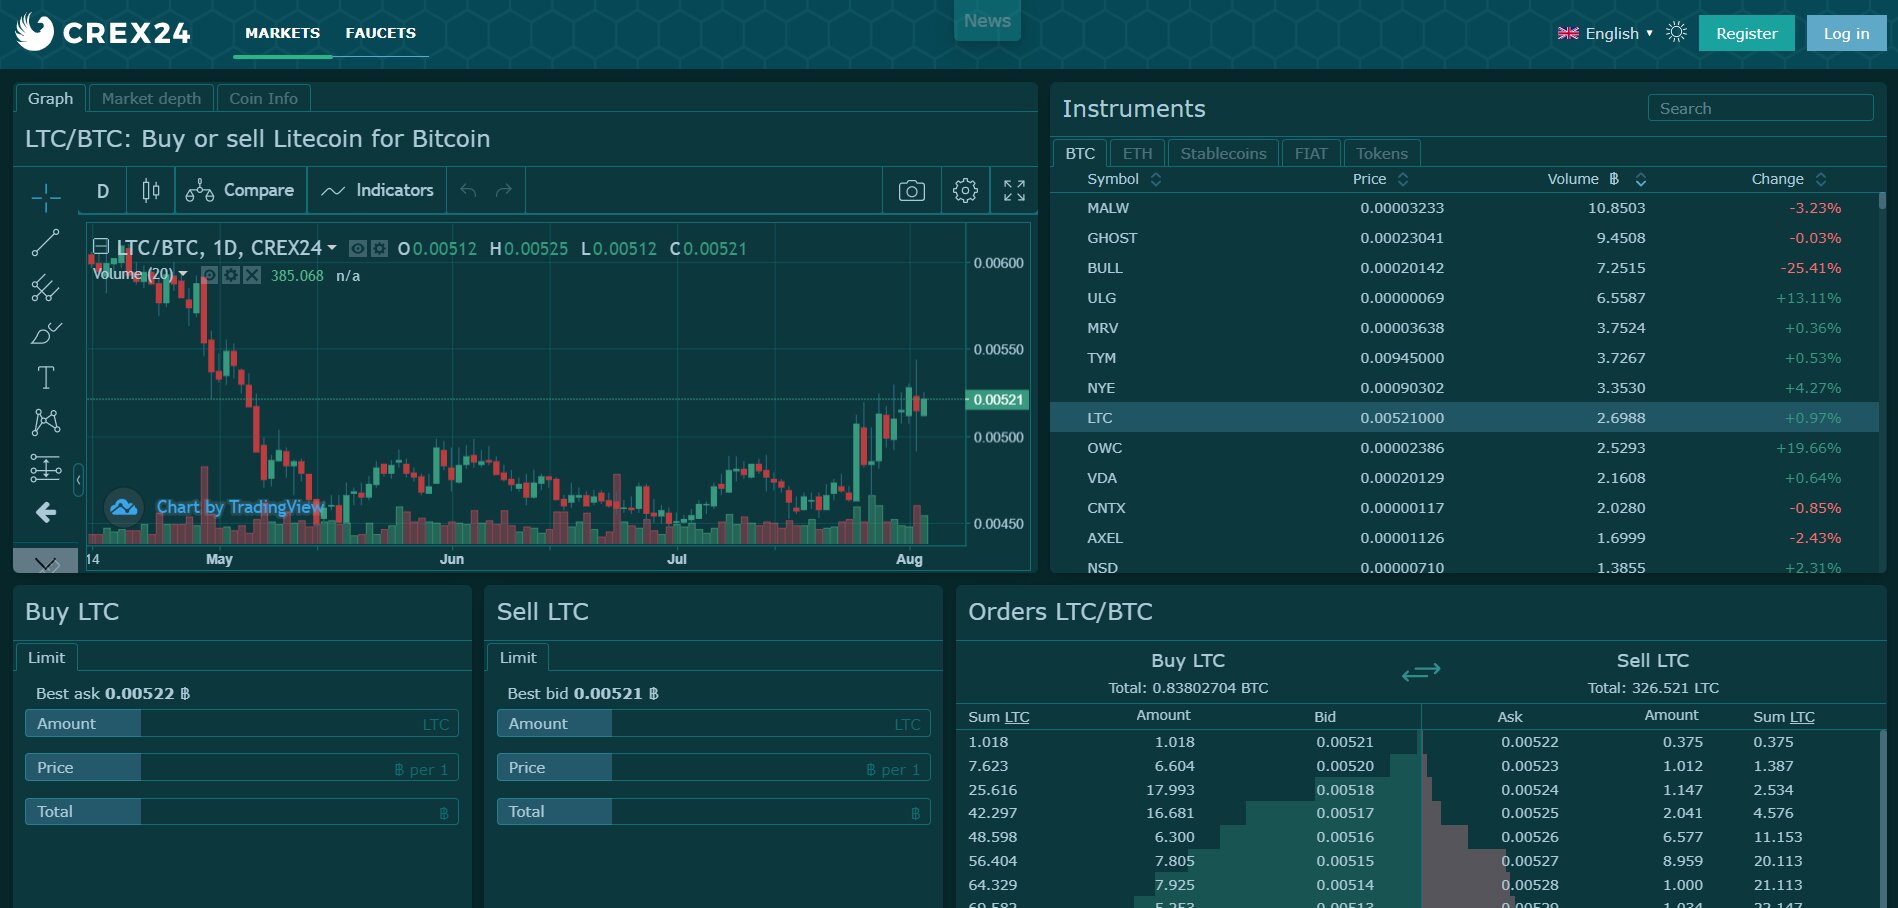 CREX24
MARKETS FAUCETS
News
English ▾
Register
Log in
Graph
Market depth
Coin Info
LTC/BTC: Buy or sell Litecoin for Bitcoin
D Compare Indicators
LTC/BTC, 1D, CREX24 O0.00512 H0.00525 L0.00512 C0.00521
Volume (20) 385.068 n/a
0.00600
0.00550
0.00521
0.00500
0.00450
Chart by TradingView
14 May Jun Jul Aug
Instruments
Search
BTC ETH Stablecoins FIAT Tokens
Symbol Price Volume ฿ Change
MALW 0.00003233 10.8503 -3.23%
GHOST 0.00023041 9.4508 -0.03%
BULL 0.00020142 7.2515 -25.41%
ULG 0.00000069 6.5587 +13.11%
MRV 0.00003638 3.7524 +0.36%
TYM 0.00945000 3.7267 +0.53%
NYE 0.00090302 3.3530 +4.27%
LTC 0.00521000 2.6988 +0.97%
OWC 0.00002386 2.5293 +19.66%
VDA 0.00020129 2.1608 +0.64%
CNTX 0.00000117 2.0280 -0.85%
AXEL 0.00001126 1.6999 -2.43%
NSD 0.00000710 1.3855 +2.31%
Buy LTC
Limit
Best ask 0.00522 ฿
Amount LTC
Price ฿ per 1
Total ฿
Sell LTC
Limit
Best bid 0.00521 ฿
Amount LTC
Price ฿ per 1
Total ฿
Orders LTC/BTC
Buy LTC
Total: 0.83802704 BTC
Sell LTC
Total: 326.521 LTC
Sum LTC Amount Bid Ask Amount Sum LTC
1.018 1.018 0.00521 0.00522 0.375 0.375
7.623 6.604 0.00520 0.00523 1.012 1.387
25.616 17.993 0.00518 0.00524 1.147 2.534
42.297 16.681 0.00517 0.00525 2.041 4.576
48.598 6.300 0.00516 0.00526 6.577 11.153
56.404 7.805 0.00515 0.00527 8.959 20.113
64.329 7.925 0.00514 0.00528 1.000 21.113
69.582 5.253 0.00513 0.00529 1.034 22.147